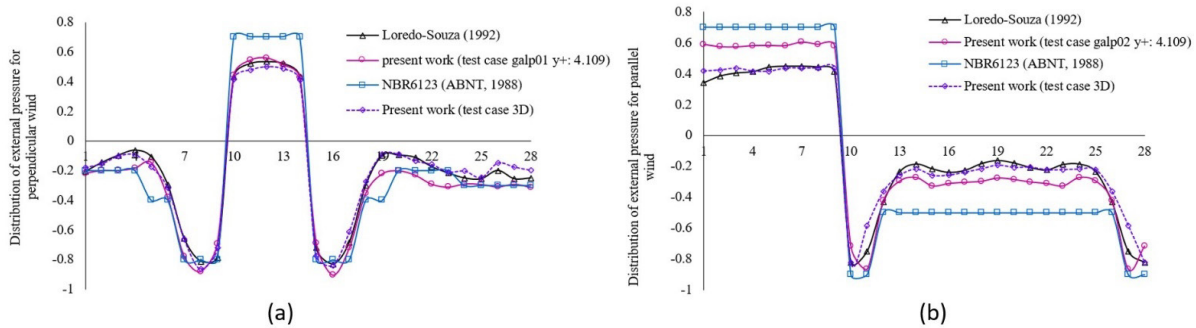 Distribution of external pressure for
perpendicular wind
0.8
0.6
0.4
0.2
0
-0.2
-0.4
-0.6
-0.8
-1
1
7
10
13
16
19
22
25
28
Loredo-Souza (1992)
present work (test case galp01 y+: 4.109)
NBR6123 (ABNT, 1988)
Present work (test case 3D)
(a)
Distribution of external pressure for parallel
wind
0.8
0.6
0.4
0.2
0
-0.2
-0.4
-0.6
-0.8
-1
1
4
7
10
13
16
19
22
25
28
Loredo-Souza (1992)
Present work (test case galp02 y+: 4.109)
NBR6123 (ABNT, 1988)
Present work (test case 3D)
(b)